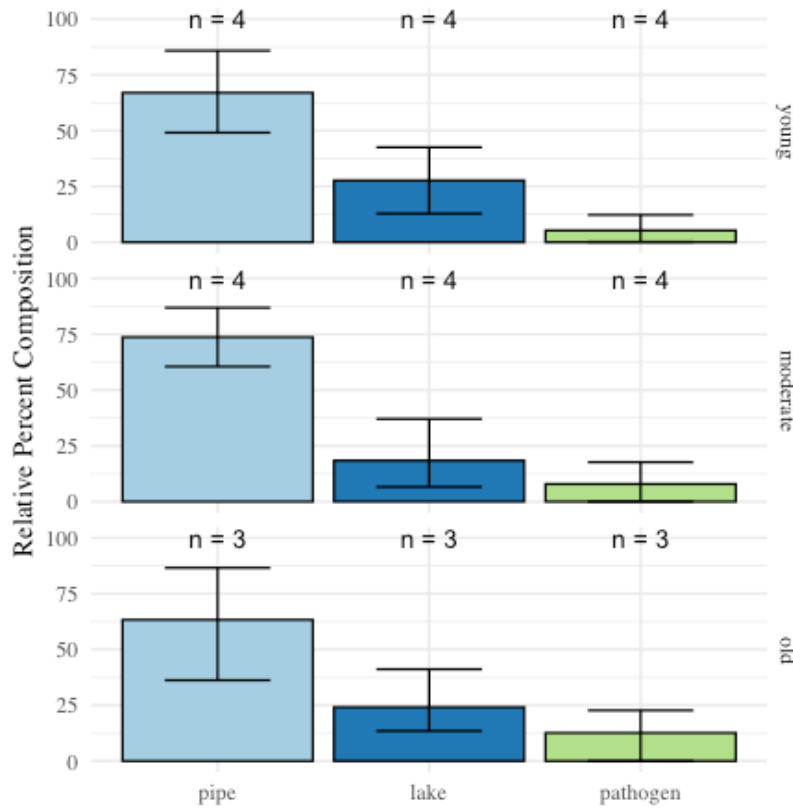 Relative Percent Composition
100
75
50
25
0
n = 4
n = 4
n = 4
young
100
75
50
25
0
n = 4
n = 4
n = 4
moderate
100
75
50
25
0
n = 3
n = 3
n = 3
old
pipe
lake
pathogen